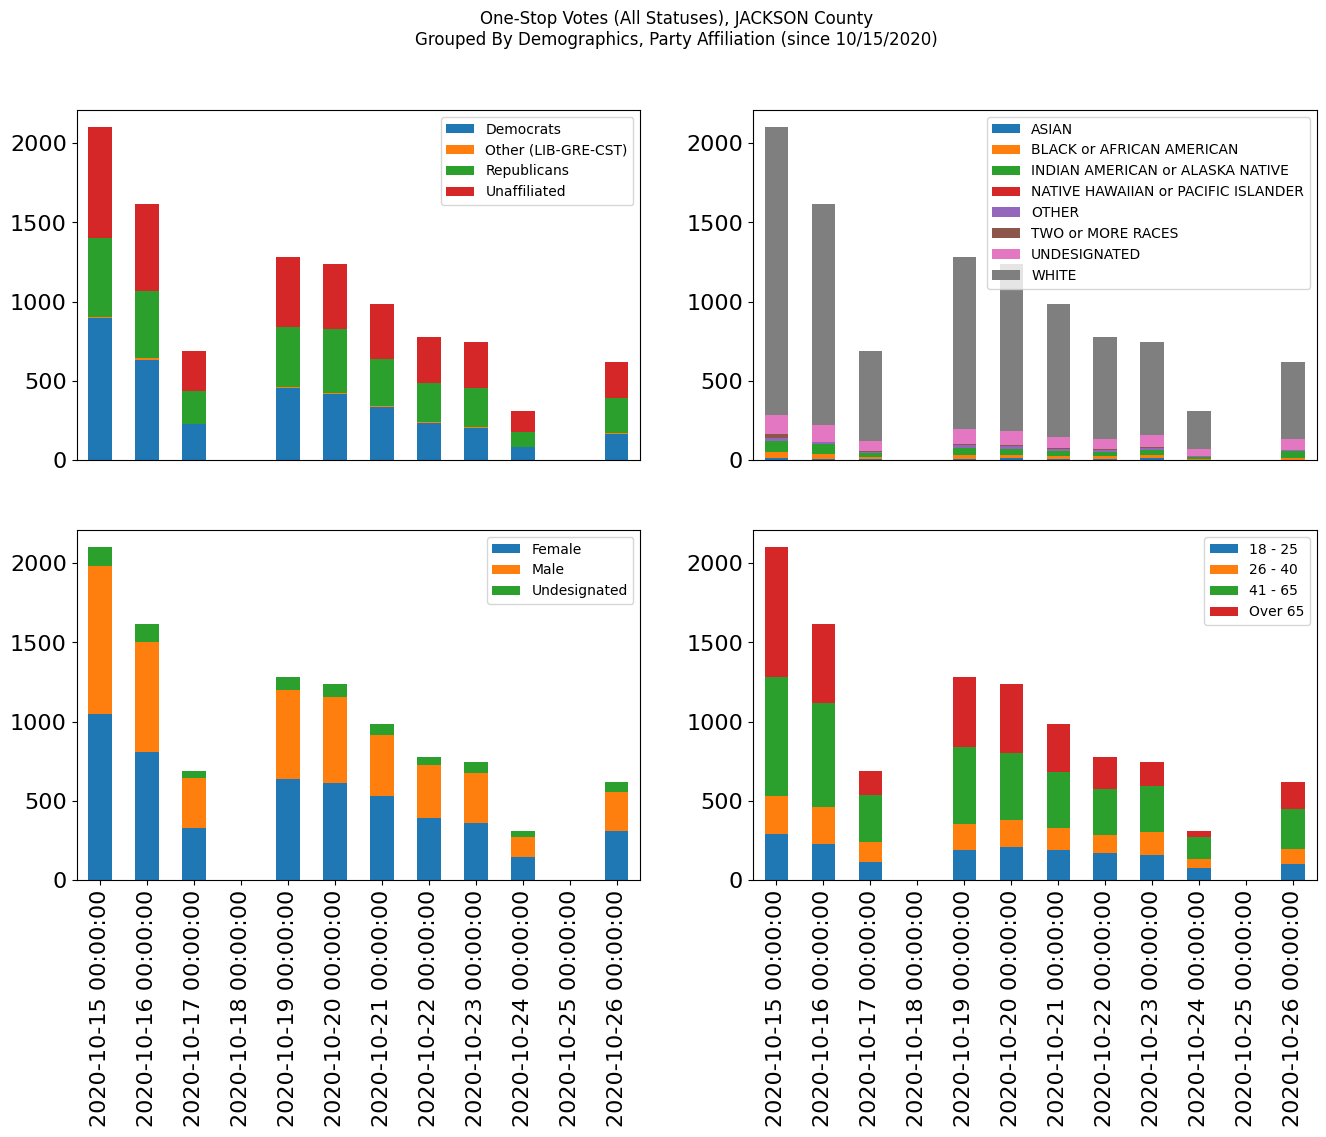 One-Stop Votes (All Statuses), JACKSON County
Grouped By Demographics, Party Affiliation (since 10/15/2020)
2000
1500
1000
500
0
Democrats
Other (LIB-GRE-CST)
Republicans
Unaffiliated
2000
1500
1000
500
0
ASIAN
BLACK or AFRICAN AMERICAN
INDIAN AMERICAN or ALASKA NATIVE
NATIVE HAWAIIAN or PACIFIC ISLANDER
OTHER
TWO or MORE RACES
UNDESIGNATED
WHITE
2000
1500
1000
500
0
Female
Male
Undesignated
2020-10-15 00:00:00
2020-10-16 00:00:00
2020-10-17 00:00:00
2020-10-18 00:00:00
2020-10-19 00:00:00
2020-10-20 00:00:00
2020-10-21 00:00:00
2020-10-22 00:00:00
2020-10-23 00:00:00
2020-10-24 00:00:00
2020-10-25 00:00:00
2020-10-26 00:00:00
2000
1500
1000
500
0
18 - 25
26 - 40
41 - 65
Over 65
2020-10-15 00:00:00
2020-10-16 00:00:00
2020-10-17 00:00:00
2020-10-18 00:00:00
2020-10-19 00:00:00
2020-10-20 00:00:00
2020-10-21 00:00:00
2020-10-22 00:00:00
2020-10-23 00:00:00
2020-10-24 00:00:00
2020-10-25 00:00:00
2020-10-26 00:00:00